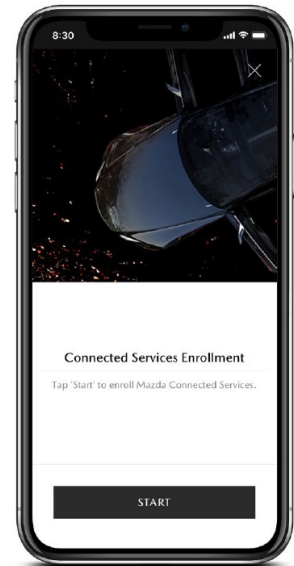 8:30
Connected Services Enrollment
Tap 'Start' to enroll Mazda Connected Services.
START